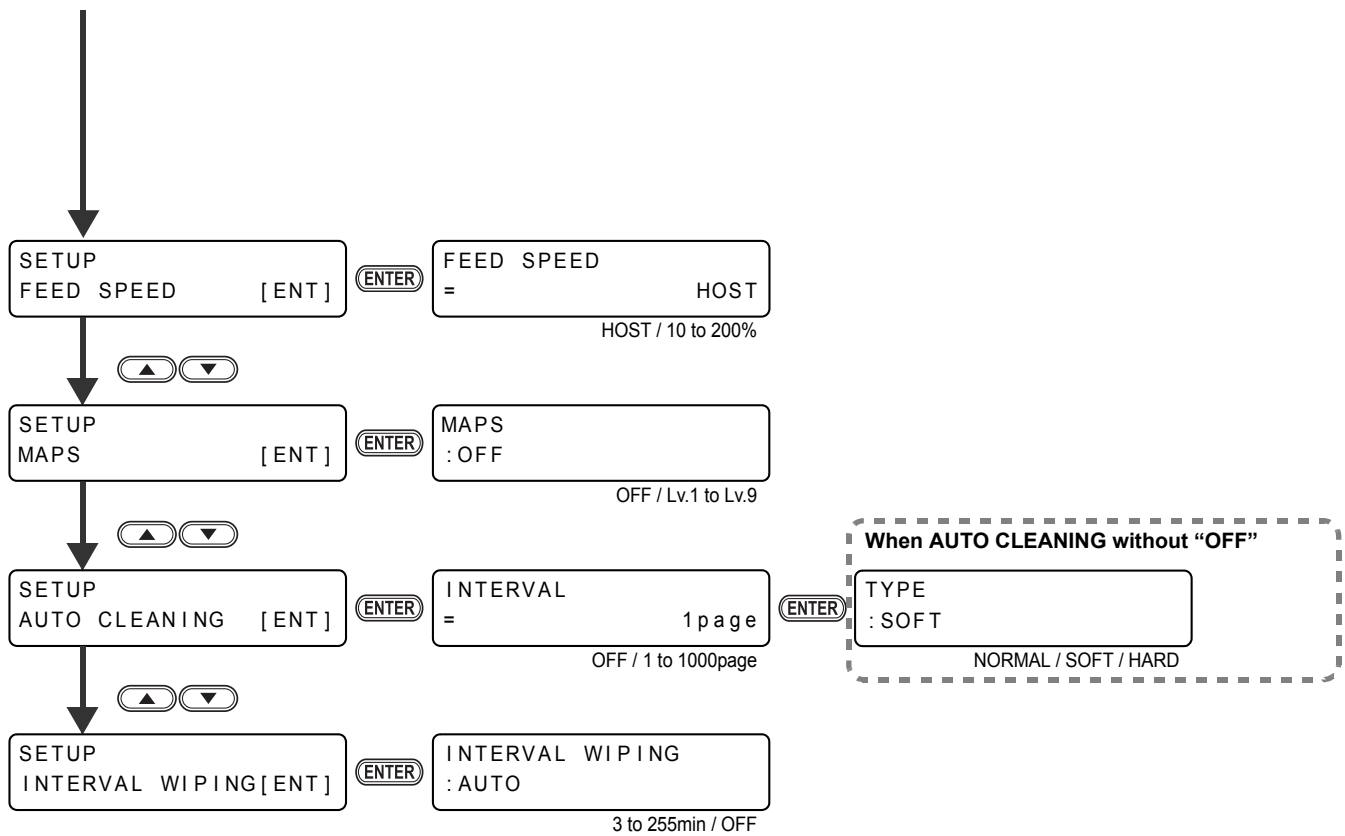 SETUP
FEED SPEED [ENT]
ENTER
FEED SPEED
= HOST
HOST / 10 to 200%
SETUP
MAPS [ENT]
ENTER
MAPS
:OFF
OFF / Lv.1 to Lv.9
SETUP
AUTO CLEANING [ENT]
ENTER
INTERVAL
= 1page
OFF / 1 to 1000page
ENTER
When AUTO CLEANING without “OFF”
TYPE
:SOFT
NORMAL / SOFT / HARD
SETUP
INTERVAL WIPING[ENT]
ENTER
INTERVAL WIPING
:AUTO
3 to 255min / OFF